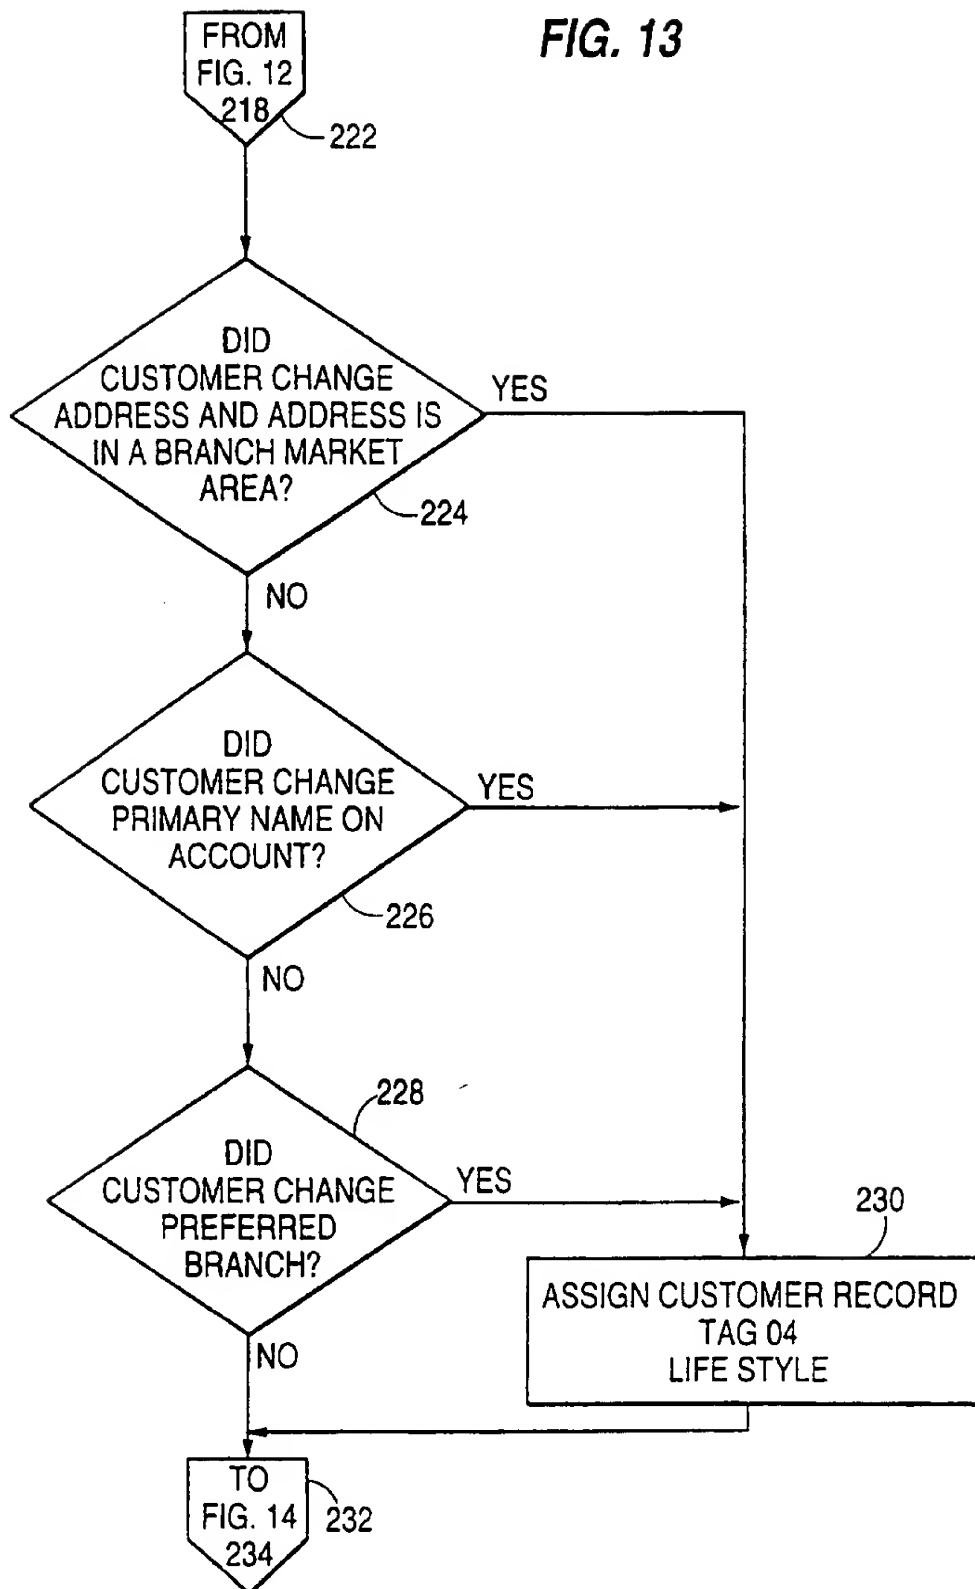 FIG. 13
FROM
FIG. 12
218
222
DID
CUSTOMER CHANGE
ADDRESS AND ADDRESS IS
IN A BRANCH MARKET
AREA?
YES
224
NO
DID
CUSTOMER CHANGE
PRIMARY NAME ON
ACCOUNT?
YES
226
NO
228
DID
CUSTOMER CHANGE
PREFERRED
BRANCH?
YES
230
ASSIGN CUSTOMER RECORD
TAG 04
LIFE STYLE
NO
TO
FIG. 14
234
232